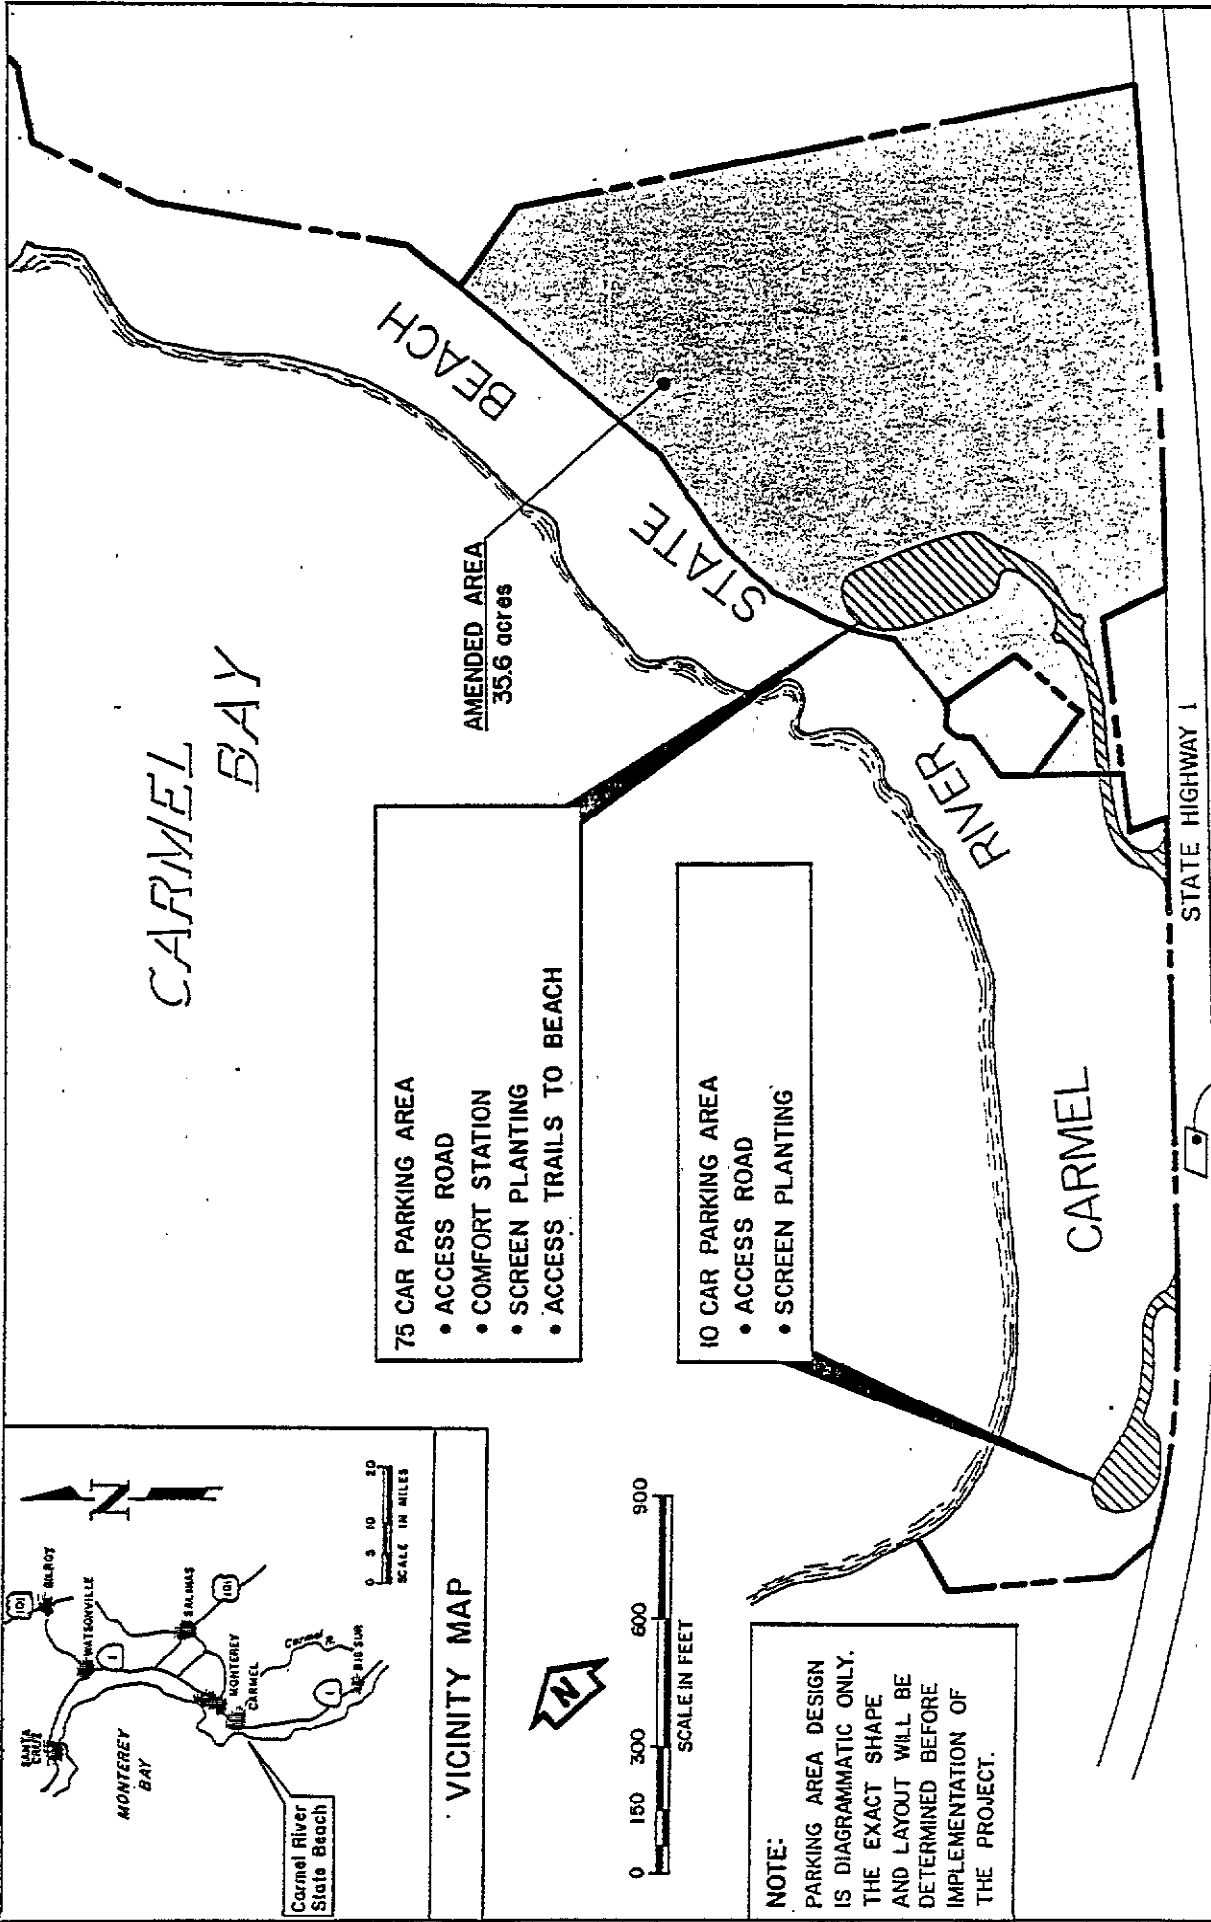 CARMEL
BAY
AMENDED AREA
35.6 acres
75 CAR PARKING AREA
• ACCESS ROAD
• COMFORT STATION
• SCREEN PLANTING
• ACCESS TRAILS TO BEACH
10 CAR PARKING AREA
• ACCESS ROAD
• SCREEN PLANTING
CARMEL
RIVER
STATE
BEACH
STATE HIGHWAY 1
101
GILROY
WATSONVILLE
1
SANTA
CRUZ
SALINAS
101
MONTEREY
BAY
MONTEREY
CARMEL
Carmel R
1
BIG SUR
Carmel River
State Beach
N
0 5 10 20
SCALE IN MILES
VICINITY MAP
N
0 150 300 600 900
SCALE IN FEET
NOTE:
PARKING AREA DESIGN
IS DIAGRAMMATIC ONLY.
THE EXACT SHAPE
AND LAYOUT WILL BE
DETERMINED BEFORE
IMPLEMENTATION OF
THE PROJECT.